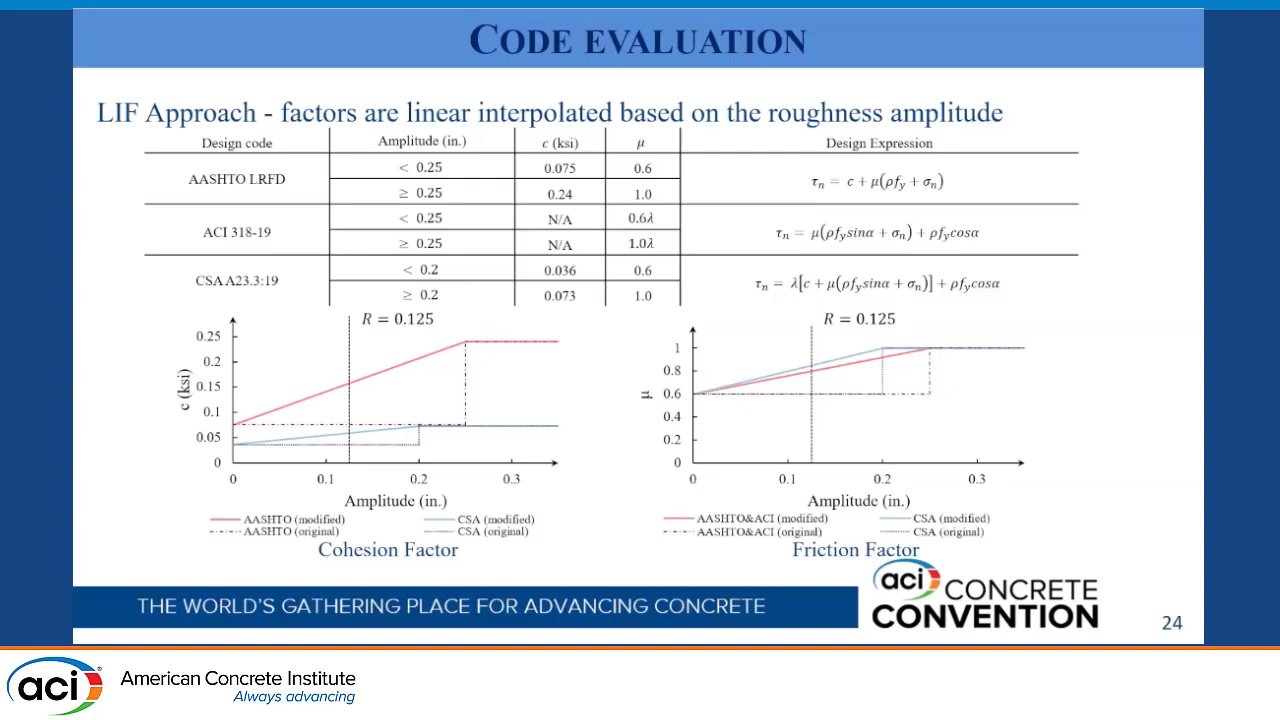 CODE EVALUATION
LIF Approach - factors are linear interpolated based on the roughness amplitude
Design code Amplitude (in.) c (ksi) μ Design Expression
AASHTO LRFD < 0.25 0.075 0.6 τn = c + μ(ρfy + σn)
≥ 0.25 0.24 1.0
ACI 318-19 < 0.25 N/A 0.6λ τn = μ(ρfysinα + σn) + ρfycosα
≥ 0.25 N/A 1.0λ
CSA A23.3:19 < 0.2 0.036 0.6 τn = λ[c + μ(ρfysinα + σn)] + ρfycosα
≥ 0.2 0.073 1.0
R = 0.125
0.25
0.2
0.15
0.1
0.05
0
c (ksi)
0 0.1 0.2 0.3
Amplitude (in.)
AASHTO (modified) CSA (modified)
AASHTO (original) CSA (original)
Cohesion Factor
R = 0.125
1
0.8
0.6
0.4
0.2
0
μ
0 0.1 0.2 0.3
Amplitude (in.)
AASHTO&ACI (modified) CSA (modified)
AASHTO&ACI (original) CSA (original)
Friction Factor
THE WORLD'S GATHERING PLACE FOR ADVANCING CONCRETE
aci CONCRETE
CONVENTION
24
aci® American Concrete Institute
Always advancing